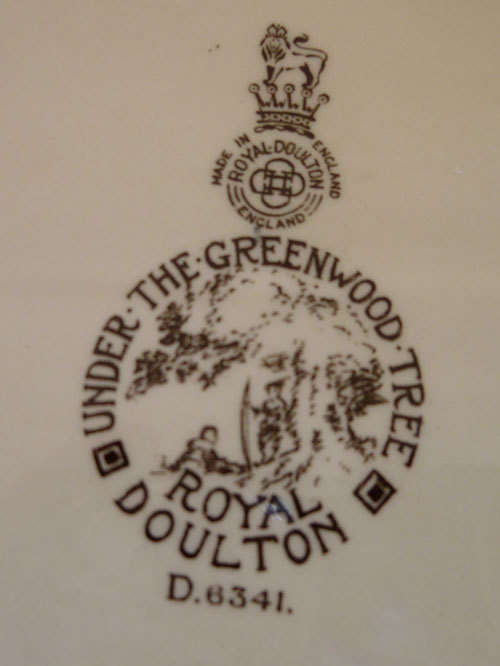 MADE IN ENGLAND
ROYAL·DOULTON
ENGLAND
UNDER·THE·GREENWOOD·TREE
ROYAL
DOULTON
D.6341.